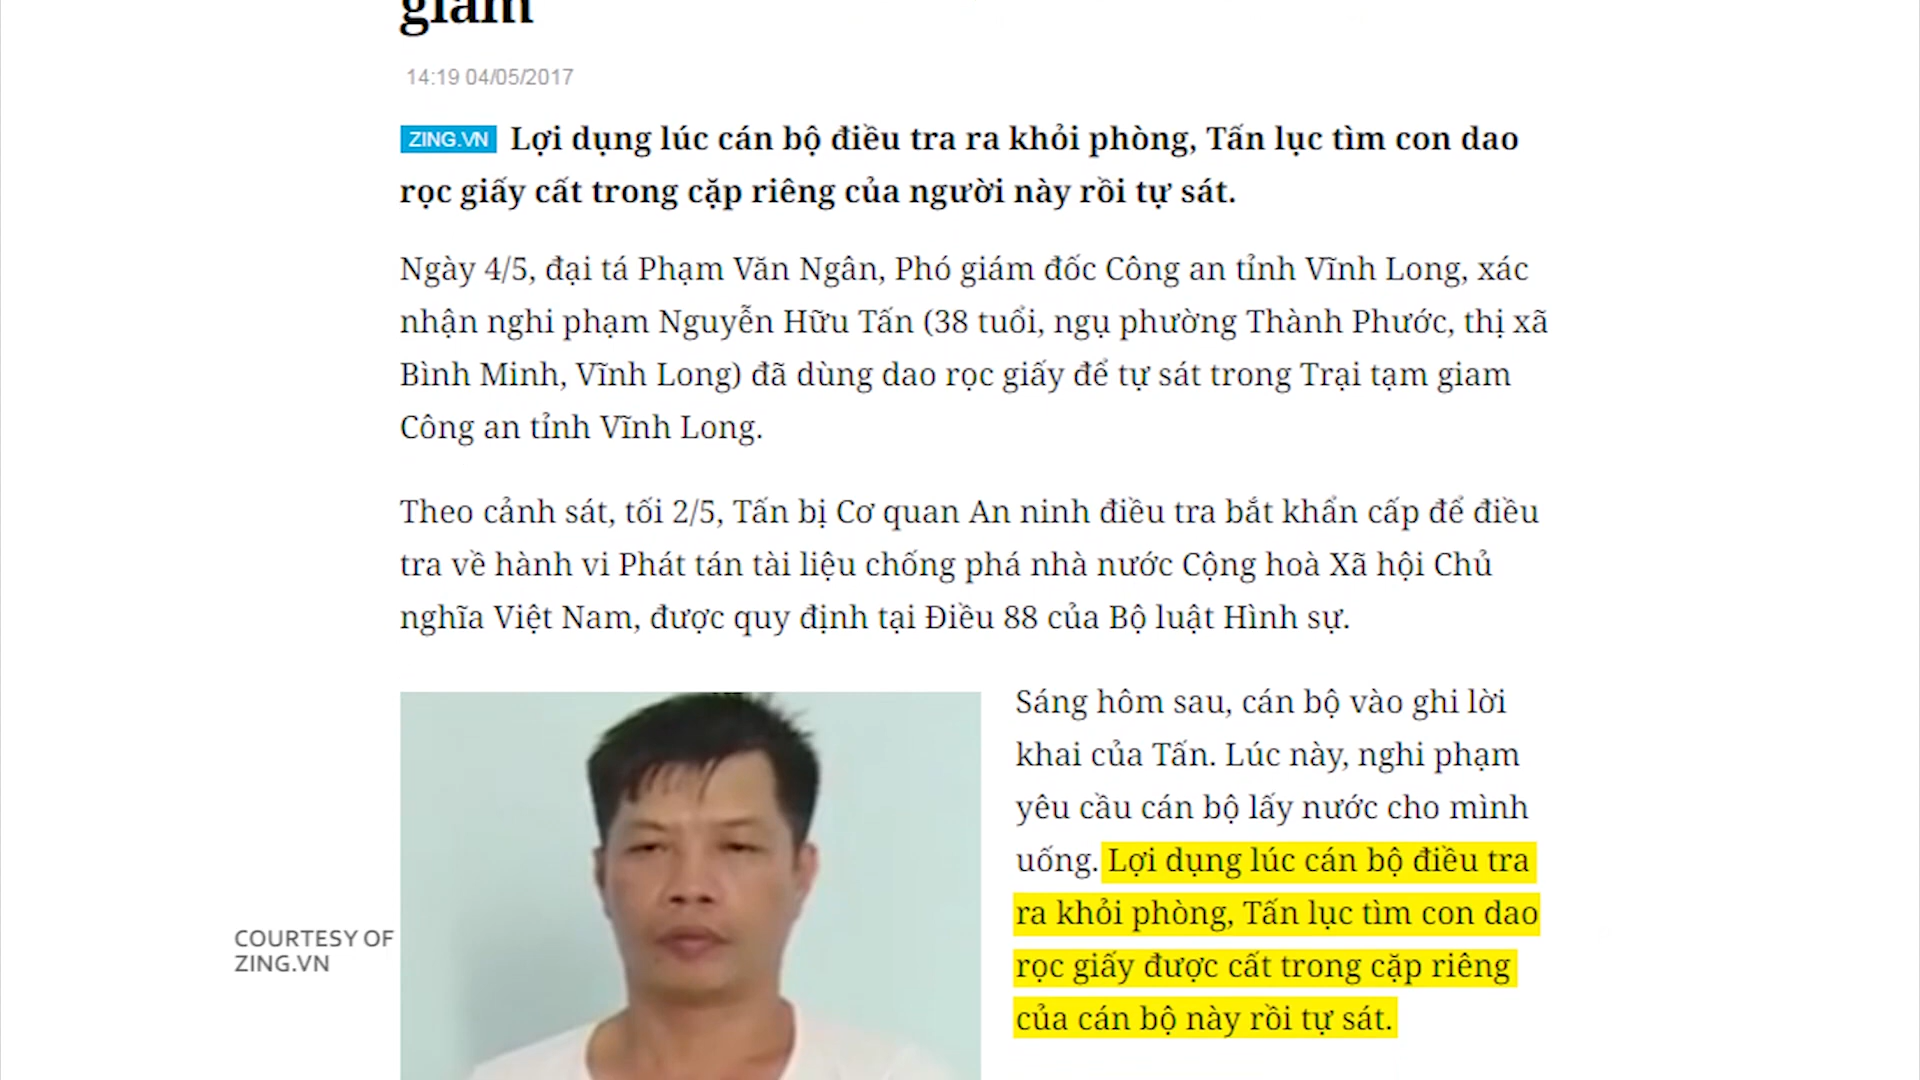 giam
14:19 04/05/2017
ZING.VN Lợi dụng lúc cán bộ điều tra ra khỏi phòng, Tấn lục tìm con dao
rọc giấy cất trong cặp riêng của người này rồi tự sát.
Ngày 4/5, đại tá Phạm Văn Ngân, Phó giám đốc Công an tỉnh Vĩnh Long, xác
nhận nghi phạm Nguyễn Hữu Tấn (38 tuổi, ngụ phường Thành Phước, thị xã
Bình Minh, Vĩnh Long) đã dùng dao rọc giấy để tự sát trong Trại tạm giam
Công an tỉnh Vĩnh Long.
Theo cảnh sát, tối 2/5, Tấn bị Cơ quan An ninh điều tra bắt khẩn cấp để điều
tra về hành vi Phát tán tài liệu chống phá nhà nước Cộng hoà Xã hội Chủ
nghĩa Việt Nam, được quy định tại Điều 88 của Bộ luật Hình sự.
Sáng hôm sau, cán bộ vào ghi lời
khai của Tấn. Lúc này, nghi phạm
yêu cầu cán bộ lấy nước cho mình
uống. Lợi dụng lúc cán bộ điều tra
ra khỏi phòng, Tấn lục tìm con dao
rọc giấy được cất trong cặp riêng
của cán bộ này rồi tự sát.
COURTESY OF
ZING.VN